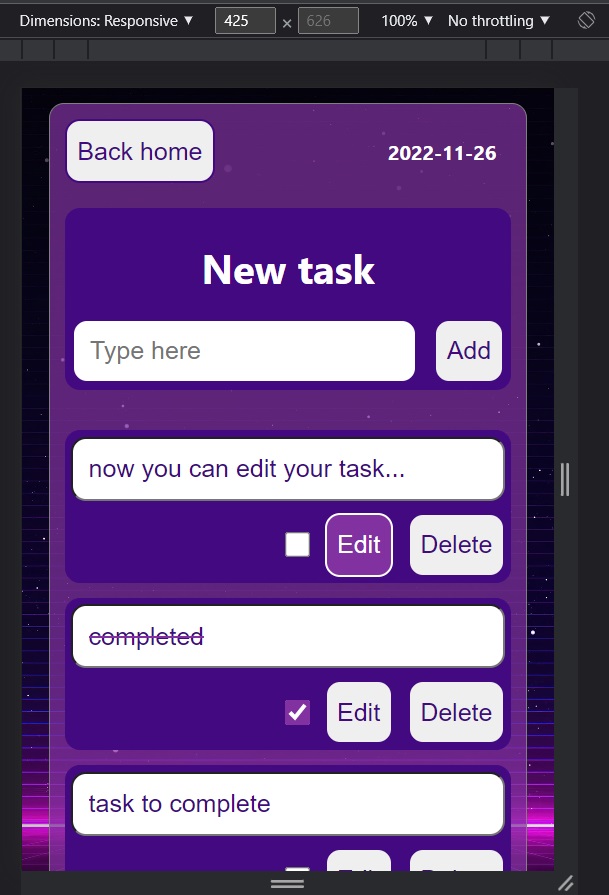 Dimensions: Responsive ▼ 425 × 626 100% ▼ No throttling ▼
Back home 2022-11-26
New task
Type here Add
now you can edit your task...
Edit Delete
completed
Edit Delete
task to complete